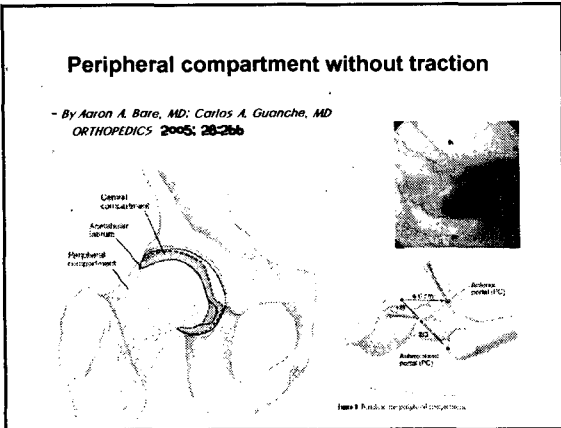 Peripheral compartment without traction
- By Aaron A. Bare, MD; Carlos A. Guanche, MD
ORTHOPEDICS 2005; 28:266
Central
compartment
Acetabular
labrum
Peripheral
compartment
Anterior
portal (PC)
portal (PC)